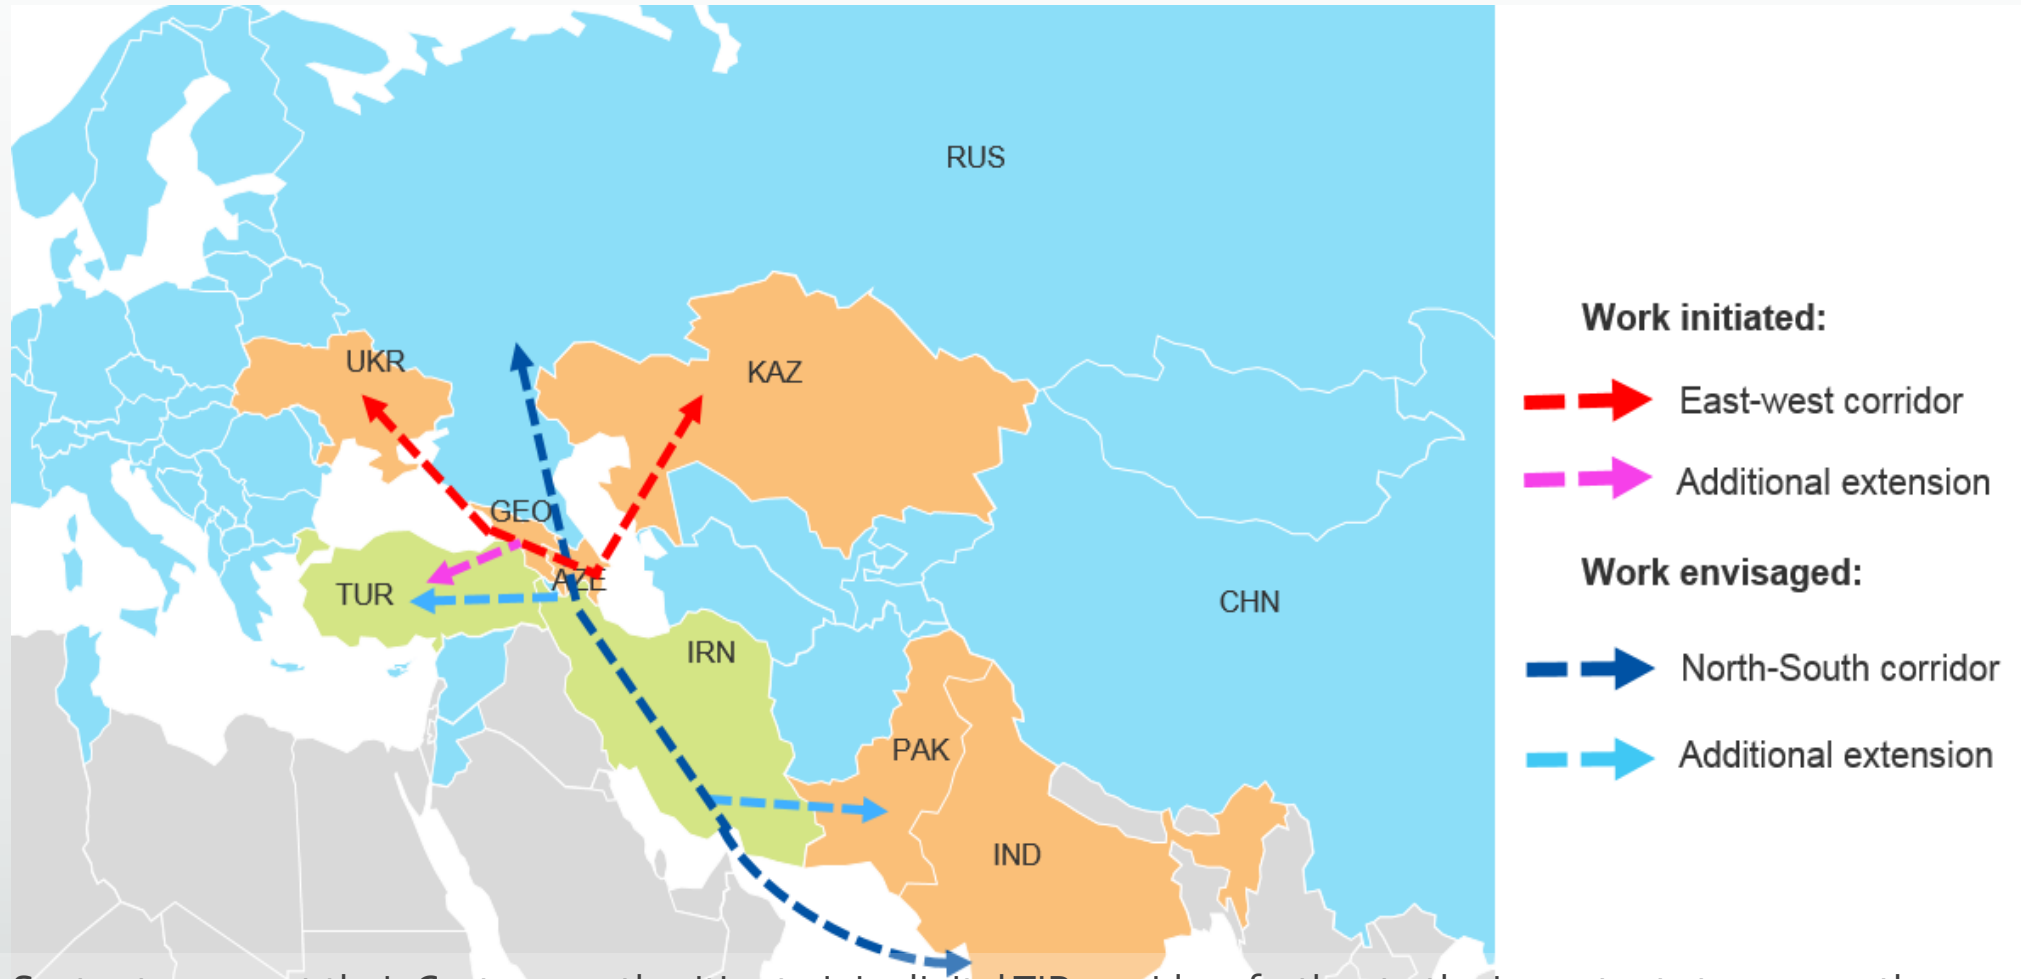 RUS
UKR
KAZ
GEO
AZE
TUR
CHN
IRN
PAK
IND
Work initiated:
East-west corridor
Additional extension
Work envisaged:
North-South corridor
Additional extension